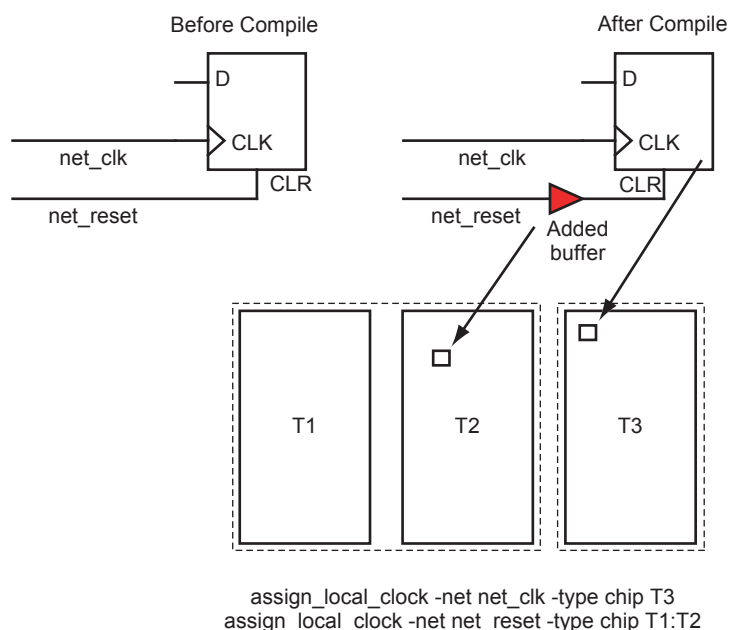 Before Compile
After Compile
D
D
CLK
CLK
net_clk
net_clk
CLR
CLR
net_reset
net_reset
Added
buffer
T1
T2
T3
assign_local_clock -net net_clk -type chip T3
assign_local_clock -net net_reset -type chip T1:T2